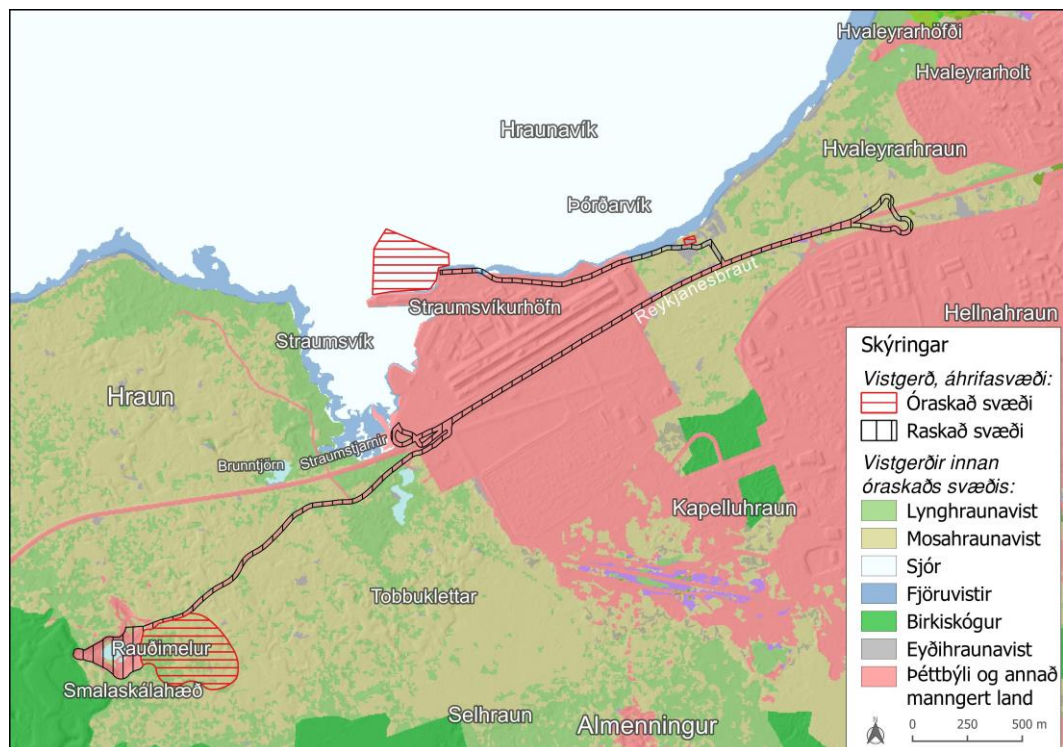 Hvaleyrarhöfði
Hvaleyrarholt
Hraunavík
Hvaleyrarhraun
Þórðarvík
Reykjanesbraut
Straumsvíkurhöfn
Hellnahraun
Straumsvík
Hraun
Straumstjarnir
Brunntjörn
Kapelluhraun
Tobbuklettar
Rauðimelur
Smalaskálahæð
Selhraun
Almenningur
Skýringar
Vistgerð, áhrifasvæði:
Óraskað svæði
Raskað svæði
Vistgerðir innan
óraskaðs svæðis:
Lynghraunavist
Mosahraunavist
Sjór
Fjöruvistir
Birkiskógur
Eyðihraunavist
Þéttbýli og annað
manngert land
N
0 250 500 m